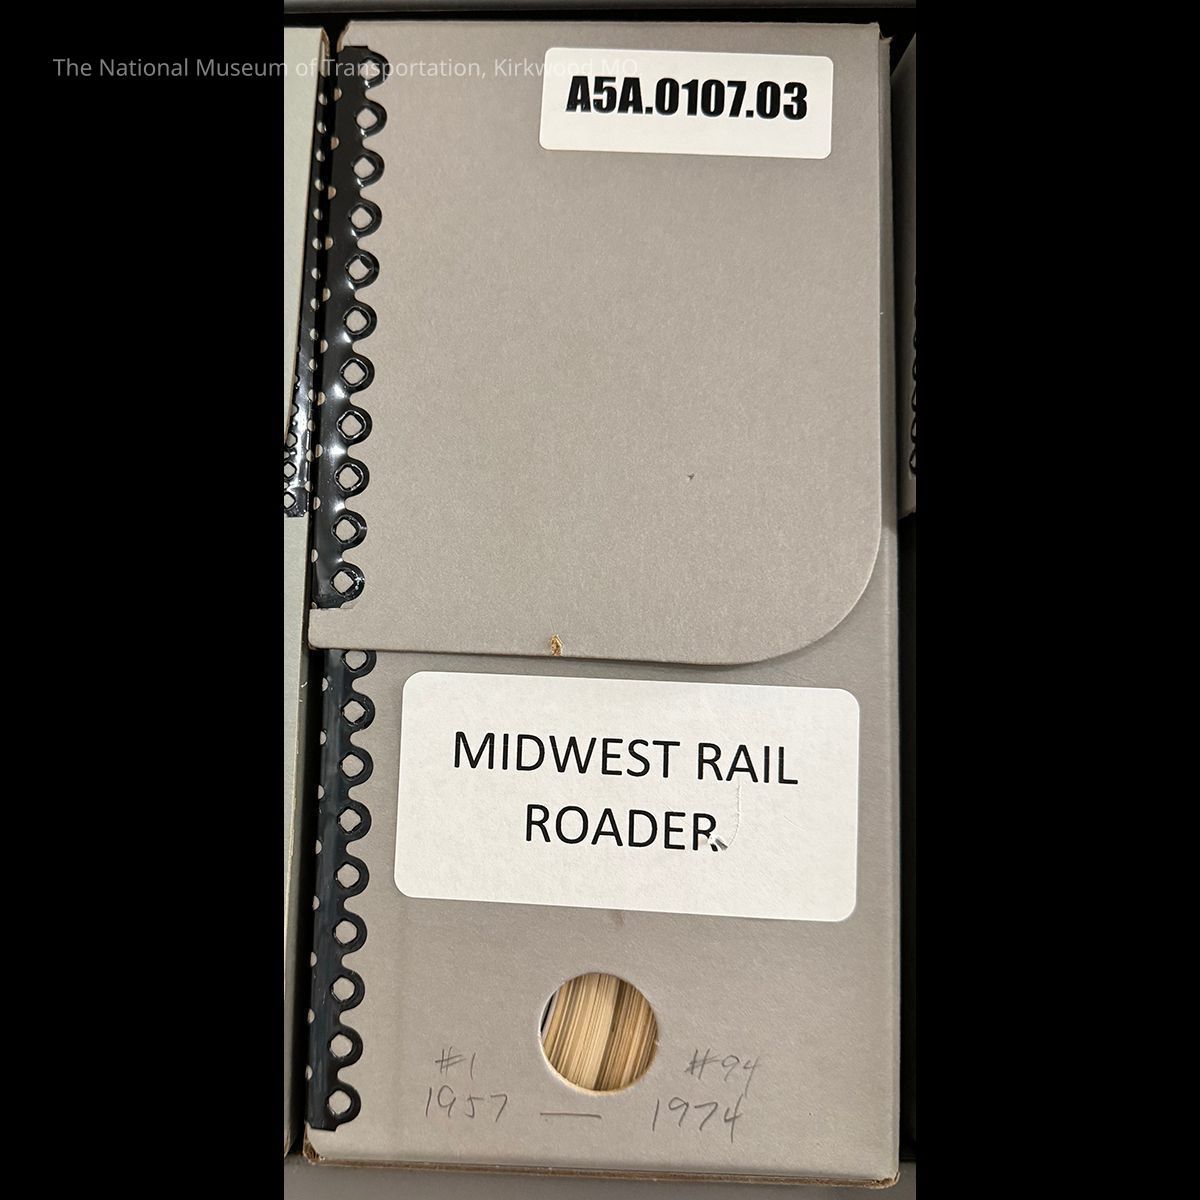 The National Museum of Transportation, Kirkwood MO
A5A.0107.03
MIDWEST RAIL
ROADER
#1 #94
1957 — 1974